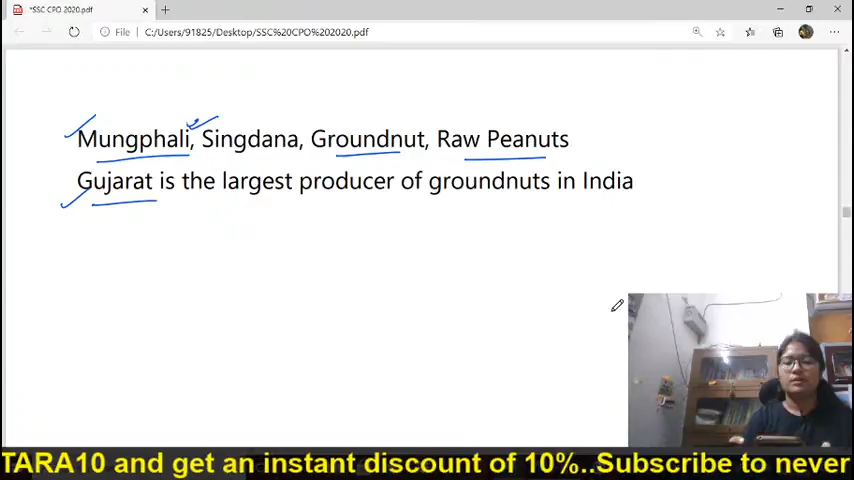 *SSC CPO 2020.pdf
File
C:/Users/91825/Desktop/SSC%20CPO%202020.pdf
Mungphali, Singdana, Groundnut, Raw Peanuts
Gujarat is the largest producer of groundnuts in India
TARA10 and get an instant discount of 10%..Subscribe to never